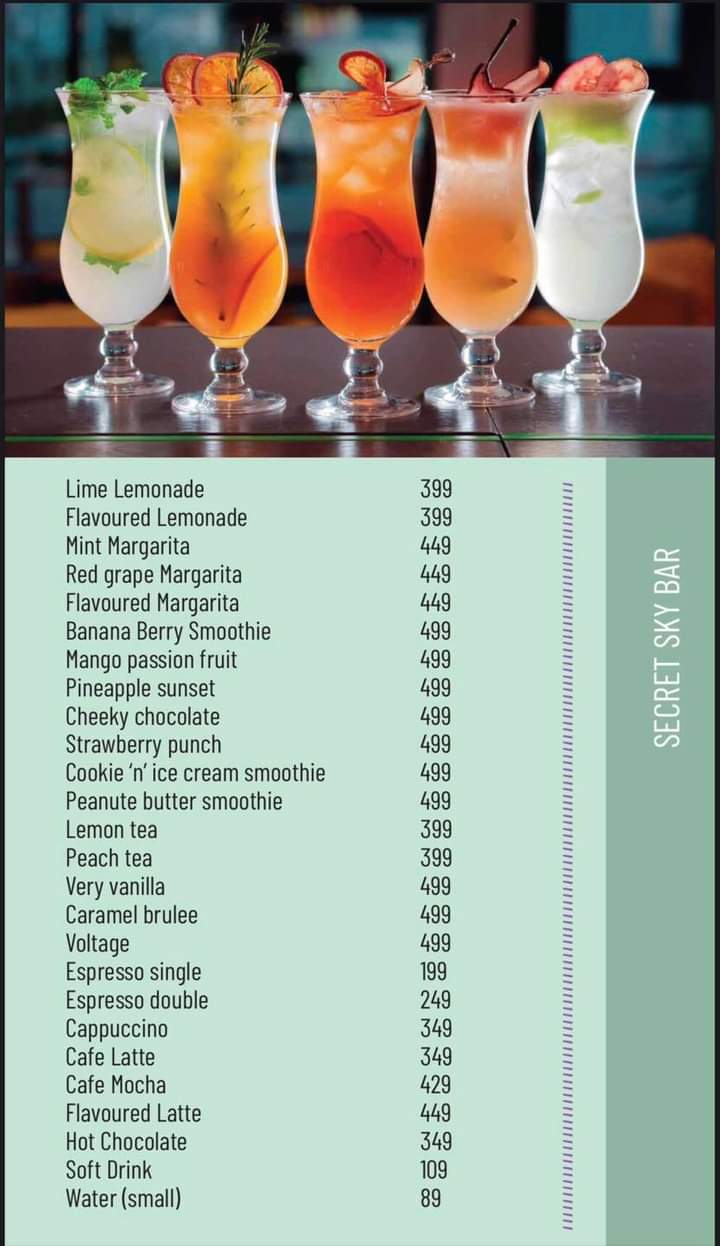 Lime Lemonade 399
Flavoured Lemonade 399
Mint Margarita 449
Red grape Margarita 449
Flavoured Margarita 449
Banana Berry Smoothie 499
Mango passion fruit 499
Pineapple sunset 499
Cheeky chocolate 499
Strawberry punch 499
Cookie ‘n’ ice cream smoothie 499
Peanute butter smoothie 499
Lemon tea 399
Peach tea 399
Very vanilla 499
Caramel brulee 499
Voltage 499
Espresso single 199
Espresso double 249
Cappuccino 349
Cafe Latte 349
Cafe Mocha 429
Flavoured Latte 449
Hot Chocolate 349
Soft Drink 109
Water (small) 89
SECRET SKY BAR